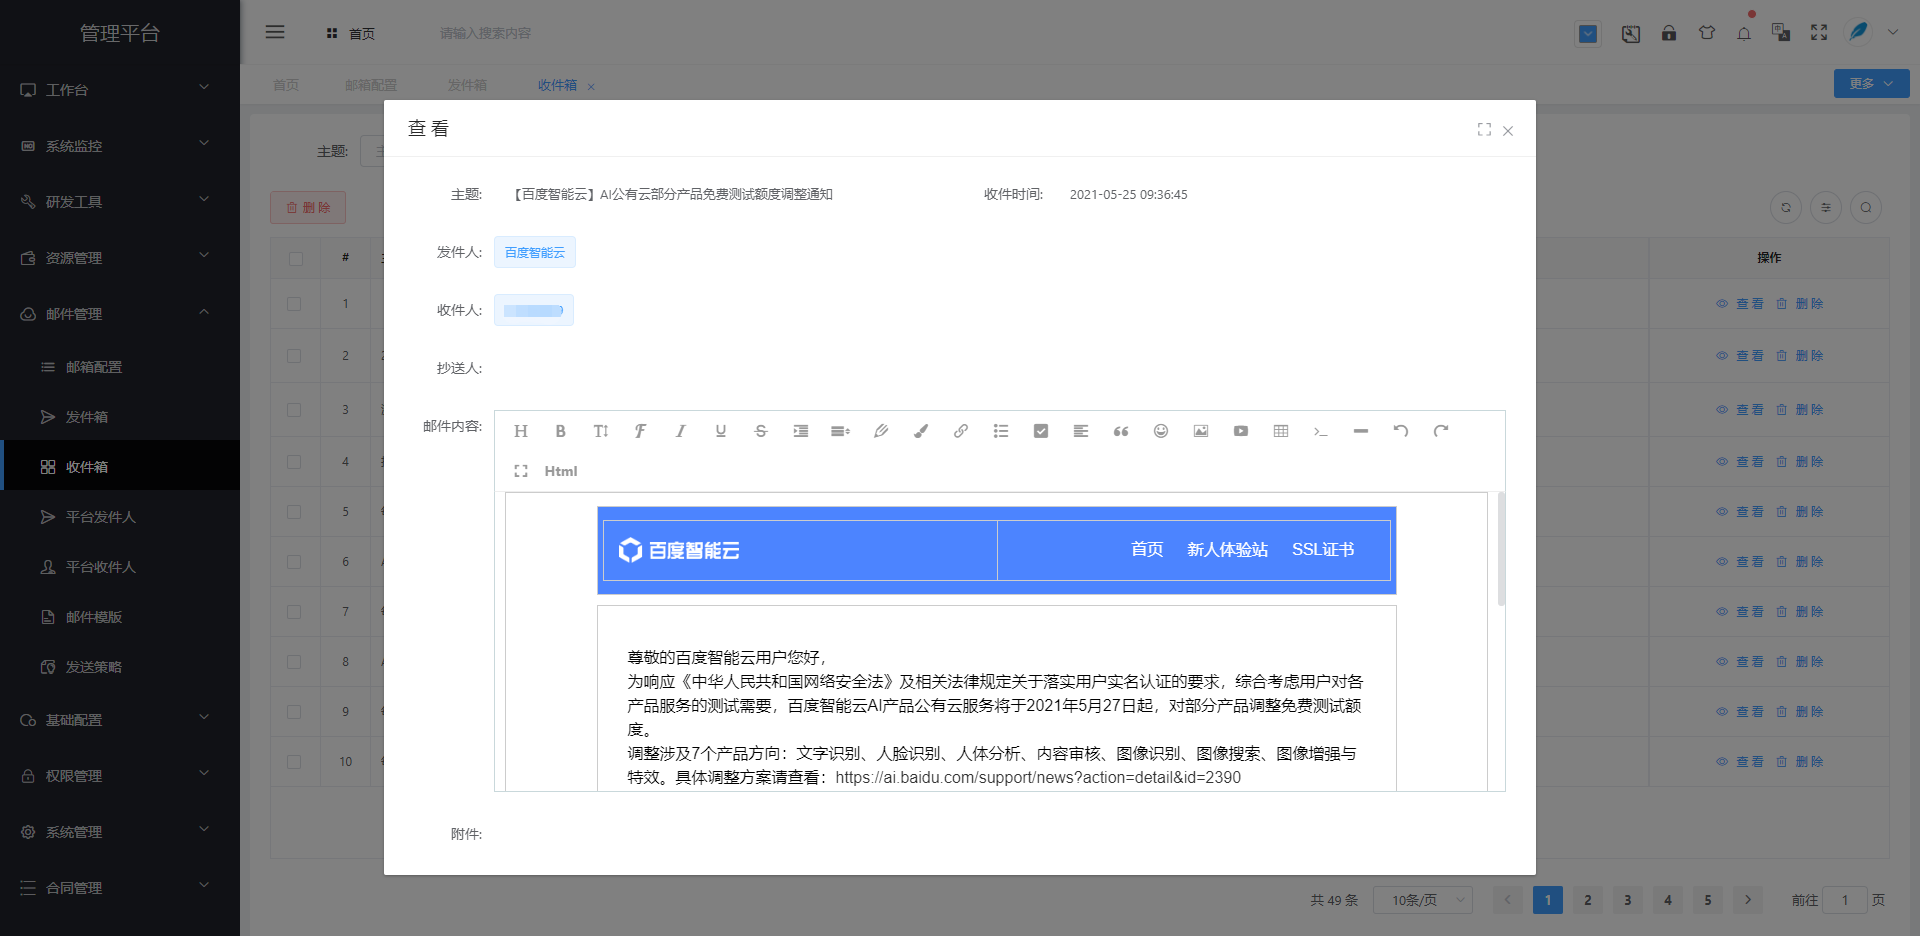 管理平台
首页
请输入搜索内容
工作台
首页
邮箱配置
发件箱
收件箱
更多
系统监控
研发工具
资源管理
邮件管理
邮箱配置
发件箱
收件箱
平台发件人
平台收件人
邮件模版
发送策略
基础配置
权限管理
系统管理
合同管理
主题:
删 除
#
操作
1
查 看
删 除
2
查 看
删 除
3
查 看
删 除
4
查 看
删 除
5
查 看
删 除
6
查 看
删 除
7
查 看
删 除
8
查 看
删 除
9
查 看
删 除
10
查 看
删 除
查 看
主题:
【百度智能云】AI公有云部分产品免费测试额度调整通知
收件时间:
2021-05-25 09:36:45
发件人:
百度智能云
收件人:
抄送人:
邮件内容:
Html
百度智能云
首页
新人体验站
SSL证书
尊敬的百度智能云用户您好，
为响应《中华人民共和国网络安全法》及相关法律规定关于落实用户实名认证的要求，综合考虑用户对各
产品服务的测试需要，百度智能云AI产品公有云服务将于2021年5月27日起，对部分产品调整免费测试额
度。
调整涉及7个产品方向：文字识别、人脸识别、人体分析、内容审核、图像识别、图像搜索、图像增强与
特效。具体调整方案请查看：https://ai.baidu.com/support/news?action=detail&id=2390
附件:
共 49 条
10条/页
1
2
3
4
5
前往
1
页